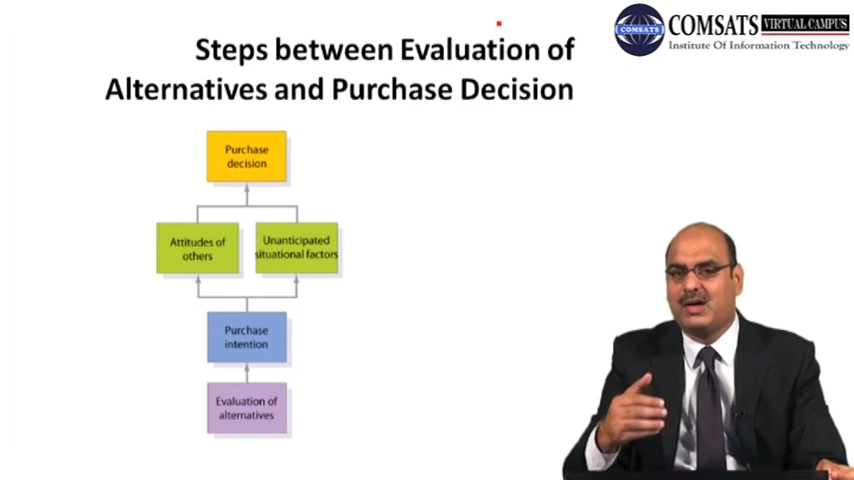 COMSATS
COMSATS VIRTUAL CAMPUS
Institute Of Information Technology
Steps between Evaluation of
Alternatives and Purchase Decision
Purchase
decision
Attitudes of
others
Unanticipated
situational factors
Purchase
intention
Evaluation of
alternatives